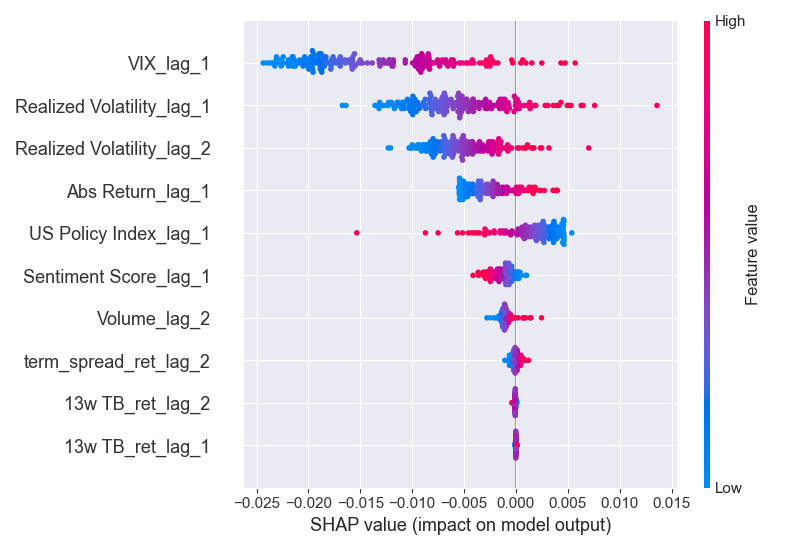 High
VIX_lag_1
Realized Volatility_lag_1
Realized Volatility_lag_2
Abs Return_lag_1
US Policy Index_lag_1
Sentiment Score_lag_1
Volume_lag_2
term_spread_ret_lag_2
13w TB_ret_lag_2
13w TB_ret_lag_1
Feature value
Low
−0.025 −0.020 −0.015 −0.010 −0.005 0.000 0.005 0.010 0.015
SHAP value (impact on model output)